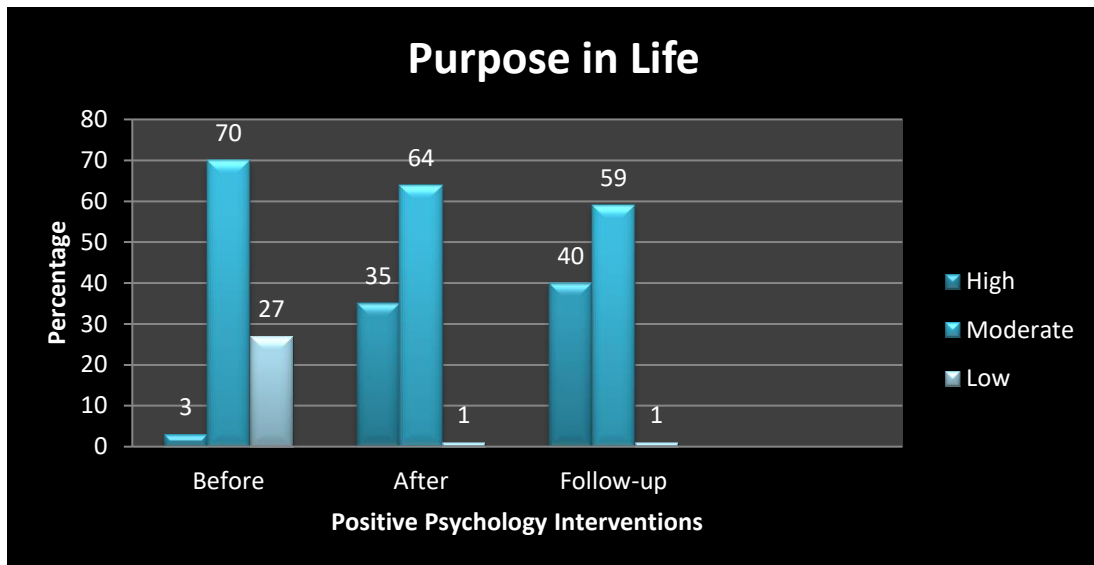 Purpose in Life
80
70
60
50
40
30
20
10
0
Percentage
3
70
27
35
64
1
40
59
1
Before
After
Follow-up
Positive Psychology Interventions
High
Moderate
Low